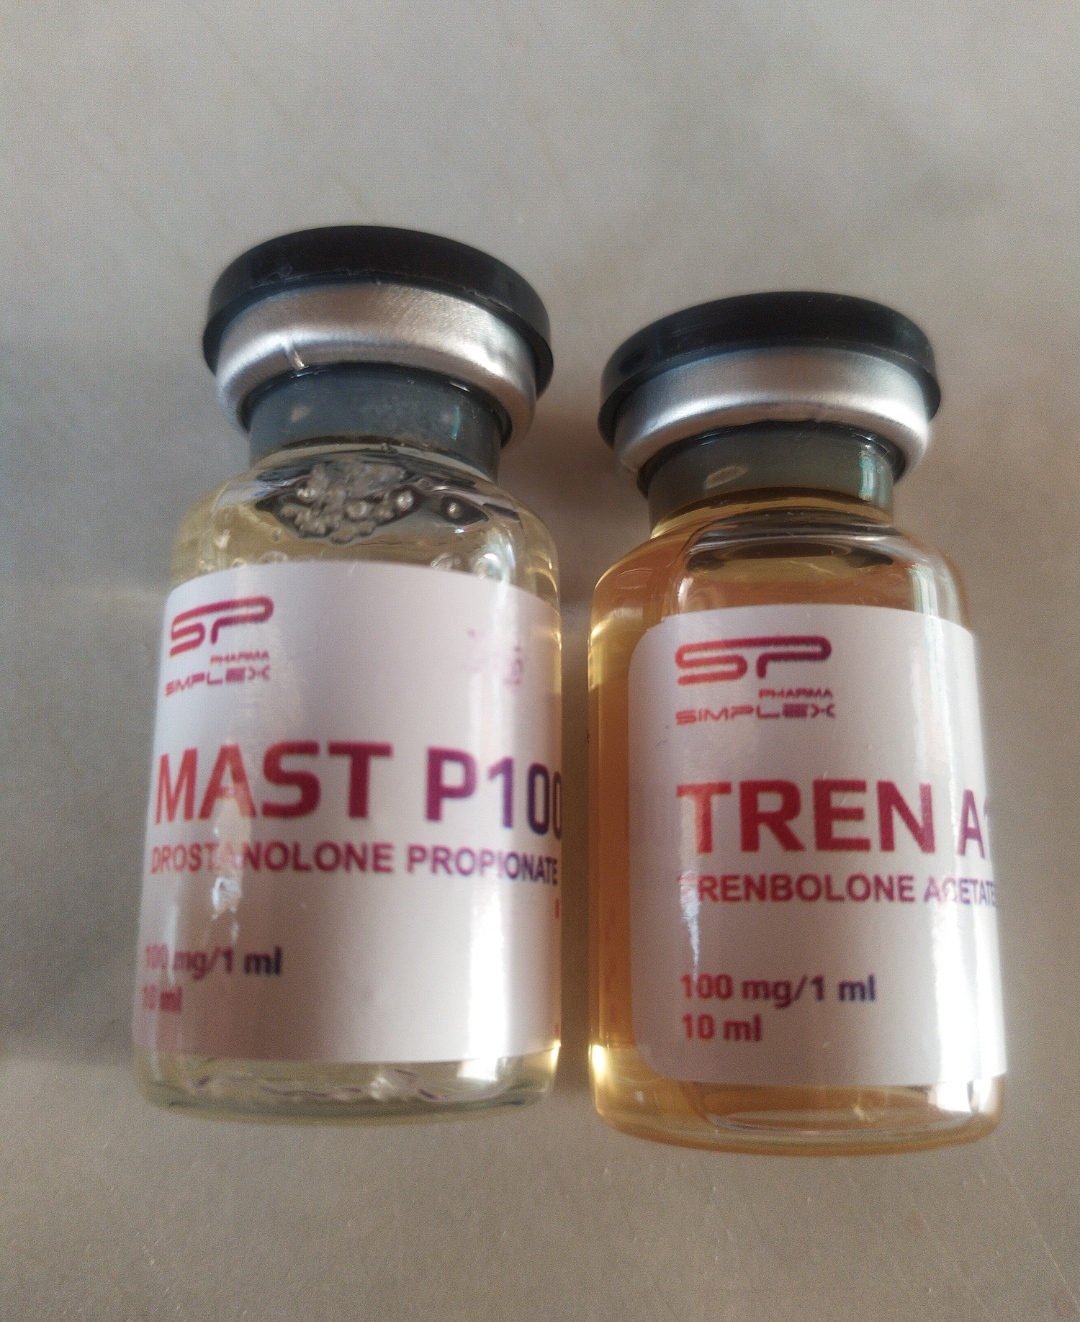 SP
PHARMA
SIMPLEX
MAST P100
DROSTANOLONE PROPIONATE
100 mg/1 ml
10 ml
SP
PHARMA
SIMPLEX
TREN A1
TRENBOLONE ACETATE
100 mg/1 ml
10 ml